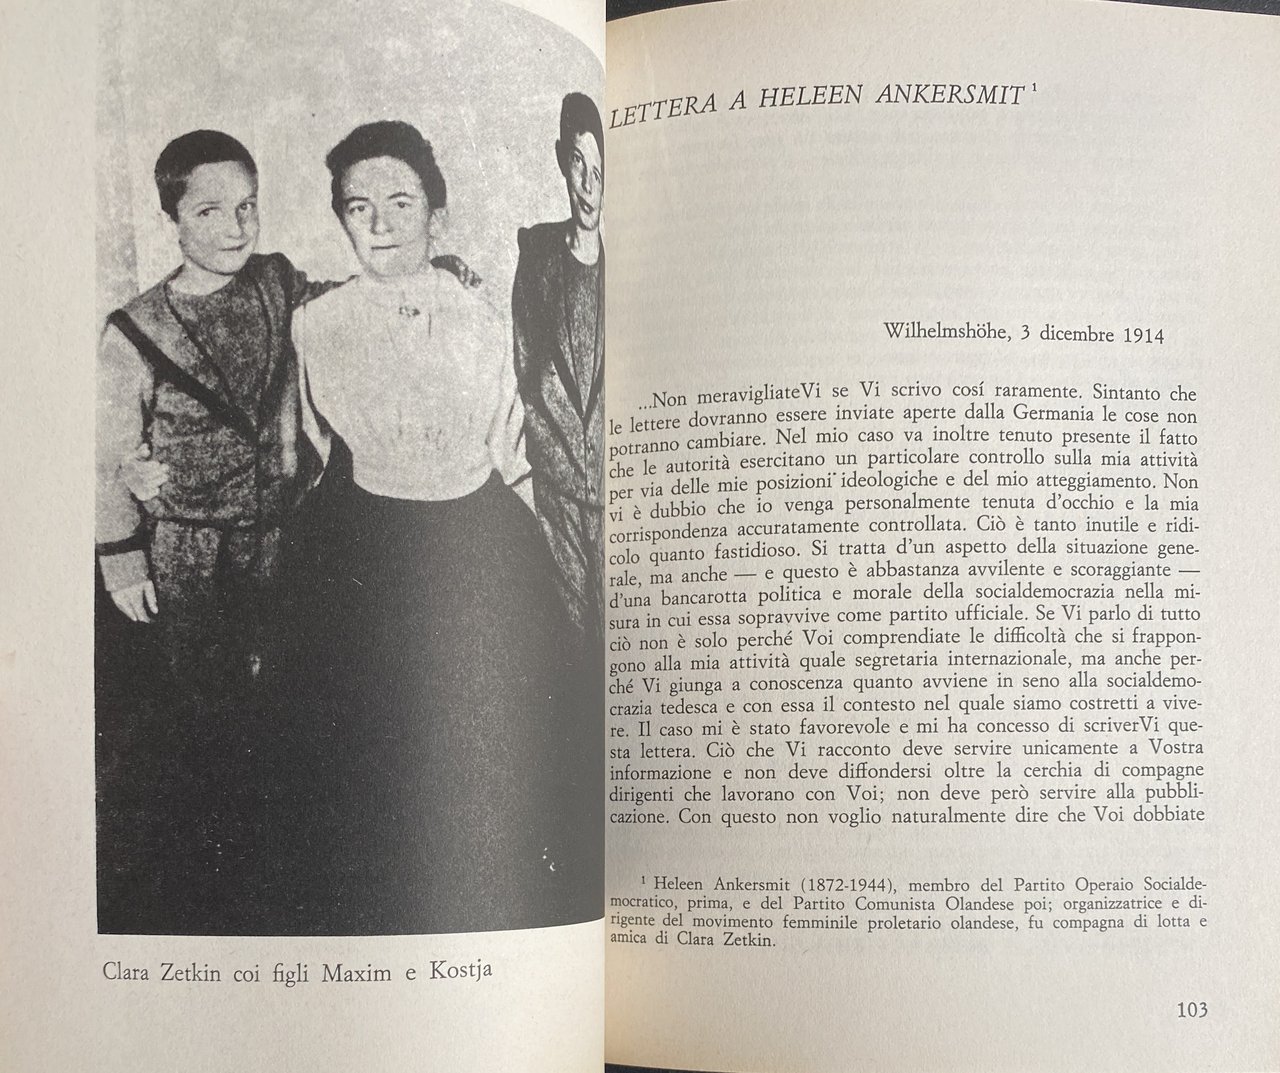 Clara Zetkin coi figli Maxim e Kostja
LETTERA A HELEEN ANKERSMIT ¹
Wilhelmshöhe, 3 dicembre 1914
...Non meravigliateVi se Vi scrivo cosí raramente. Sintanto che
le lettere dovranno essere inviate aperte dalla Germania le cose non
potranno cambiare. Nel mio caso va inoltre tenuto presente il fatto
che le autorità esercitano un particolare controllo sulla mia attività
per via delle mie posizioni ideologiche e del mio atteggiamento. Non
vi è dubbio che io venga personalmente tenuta d'occhio e la mia
corrispondenza accuratamente controllata. Ciò è tanto inutile e ridi-
colo quanto fastidioso. Si tratta d'un aspetto della situazione gene-
rale, ma anche — e questo è abbastanza avvilente e scoraggiante —
d'una bancarotta politica e morale della socialdemocrazia nella mi-
sura in cui essa sopravvive come partito ufficiale. Se Vi parlo di tutto
ciò non è solo perché Voi comprendiate le difficoltà che si frappon-
gono alla mia attività quale segretaria internazionale, ma anche per-
ché Vi giunga a conoscenza quanto avviene in seno alla socialdemo-
crazia tedesca e con essa il contesto nel quale siamo costretti a vive-
re. Il caso mi è stato favorevole e mi ha concesso di scriverVi que-
sta lettera. Ciò che Vi racconto deve servire unicamente a Vostra
informazione e non deve diffondersi oltre la cerchia di compagne
dirigenti che lavorano con Voi; non deve però servire alla pubbli-
cazione. Con questo non voglio naturalmente dire che Voi dobbiate
¹ Heleen Ankersmit (1872-1944), membro del Partito Operaio Socialde-
mocratico, prima, e del Partito Comunista Olandese poi; organizzatrice e di-
rigente del movimento femminile proletario olandese, fu compagna di lotta e
amica di Clara Zetkin.
103